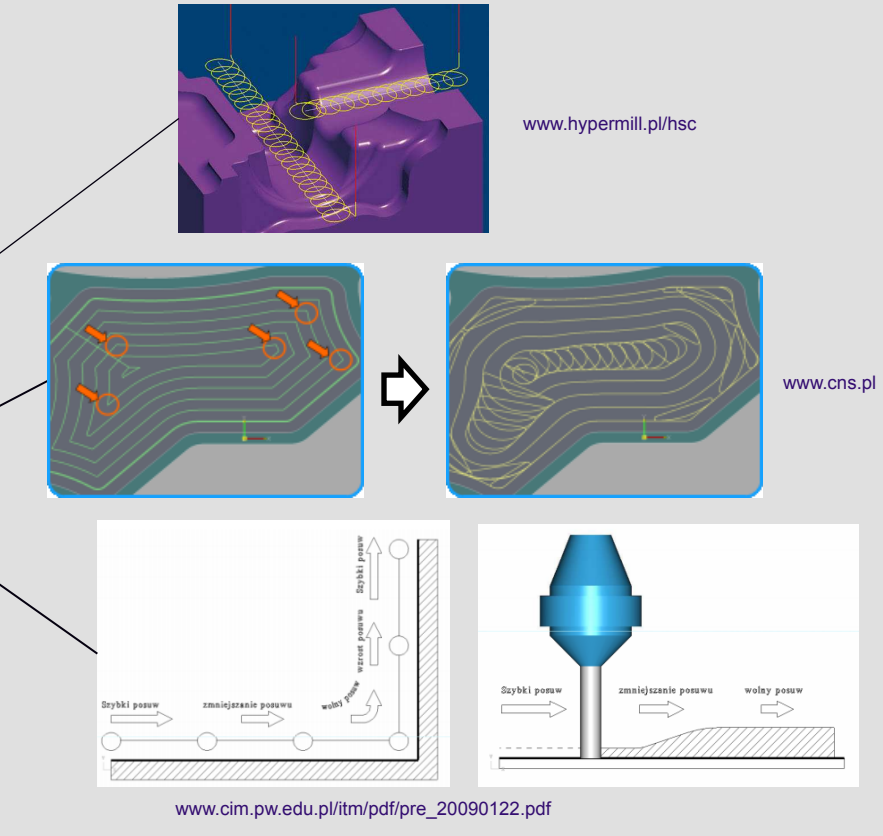 www.hypermill.pl/hsc
www.cns.pl
Szybki posuw
zmniejszanie posuwu
wolny posuw
wzrost posuwu
Szybki posuw
Szybki posuw
zmniejszanie posuwu
wolny posuw
www.cim.pw.edu.pl/itm/pdf/pre_20090122.pdf